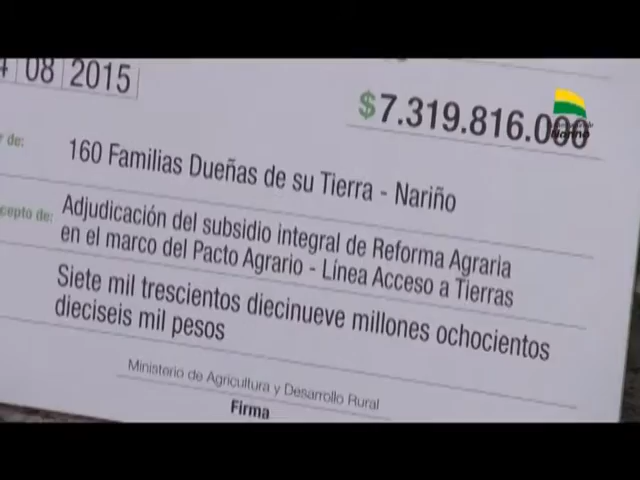 08 2015
$7.319.816.000
r de:
160 Familias Dueñas de su Tierra - Nariño
cepto de:
Adjudicación del subsidio integral de Reforma Agraria
en el marco del Pacto Agrario - Línea Acceso a Tierras
Siete mil trescientos diecinueve millones ochocientos
dieciseis mil pesos
Ministerio de Agricultura y Desarrollo Rural
Firma